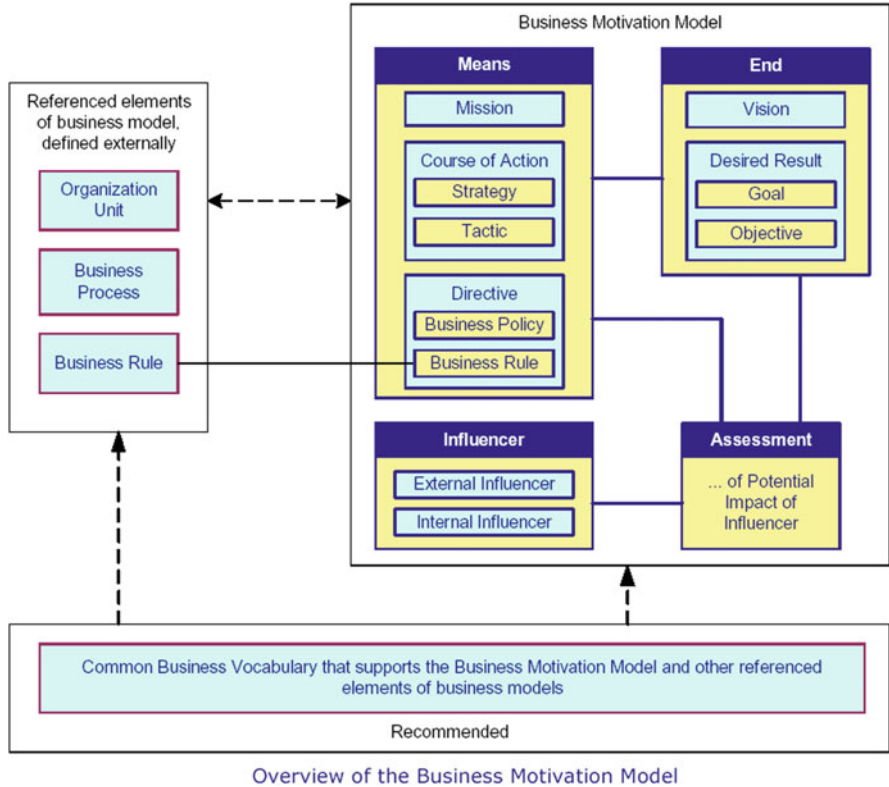 Business Motivation Model
Means
Mission
Course of Action
Strategy
Tactic
Directive
Business Policy
Business Rule
End
Vision
Desired Result
Goal
Objective
Referenced elements
of business model,
defined externally
Organization
Unit
Business
Process
Business Rule
Influencer
External Influencer
Internal Influencer
Assessment
... of Potential
Impact of
Influencer
Common Business Vocabulary that supports the Business Motivation Model and other referenced
elements of business models
Recommended
Overview of the Business Motivation Model